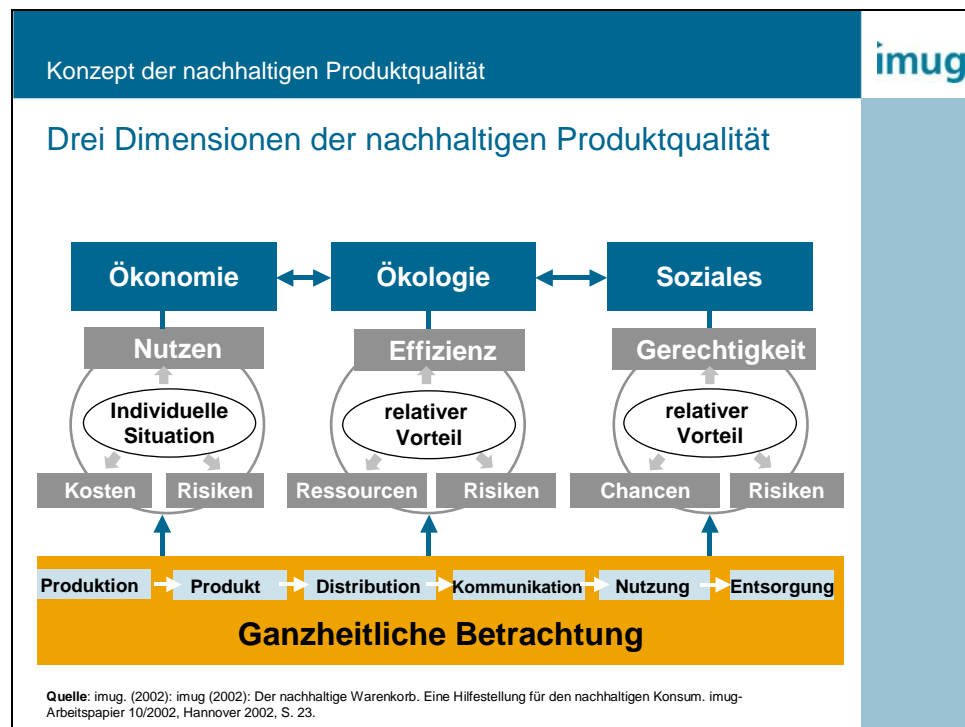 Konzept der nachhaltigen Produktqualität
imug
Drei Dimensionen der nachhaltigen Produktqualität
Ökonomie
Ökologie
Soziales
Nutzen
Effizienz
Gerechtigkeit
Individuelle
Situation
relativer
Vorteil
relativer
Vorteil
Kosten
Risiken
Ressourcen
Risiken
Chancen
Risiken
Produktion
Produkt
Distribution
Kommunikation
Nutzung
Entsorgung
Ganzheitliche Betrachtung
Quelle: imug. (2002): imug (2002): Der nachhaltige Warenkorb. Eine Hilfestellung für den nachhaltigen Konsum. imug-
Arbeitspapier 10/2002, Hannover 2002, S. 23.